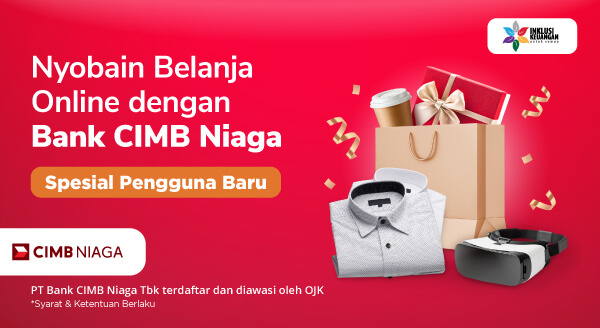 INKLUSI
KEUANGAN
Nyobain Belanja
Online dengan
Bank CIMB Niaga
Spesial Pengguna Baru
CIMB NIAGA
PT Bank CIMB Niaga Tbk terdaftar dan diawasi oleh OJK
*Syarat & Ketentuan Berlaku